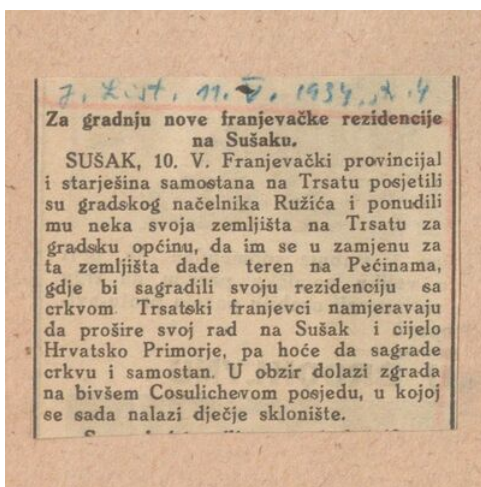 J. List. 11. V. 1934, str. 4
Za gradnju nove franjevačke rezidencije
na Sušaku.
SUŠAK, 10. V. Franjevački provincijal
i starješina samostana na Trsatu posjetili
su gradskog načelnika Ružića i ponudili
mu neka svoja zemljišta na Trsatu za
gradsku općinu, da im se u zamjenu za
ta zemljišta dade teren na Pećinama,
gdje bi sagradili svoju rezidenciju sa
crkvom Trsatski franjevci namjeravaju
da prošire svoj rad na Sušak i cijelo
Hrvatsko Primorje, pa hoće da sagrade
crkvu i samostan. U obzir dolazi zgrada
na bivšem Cosulichevom posjedu, u kojoj
se sada nalazi dječje sklonište.